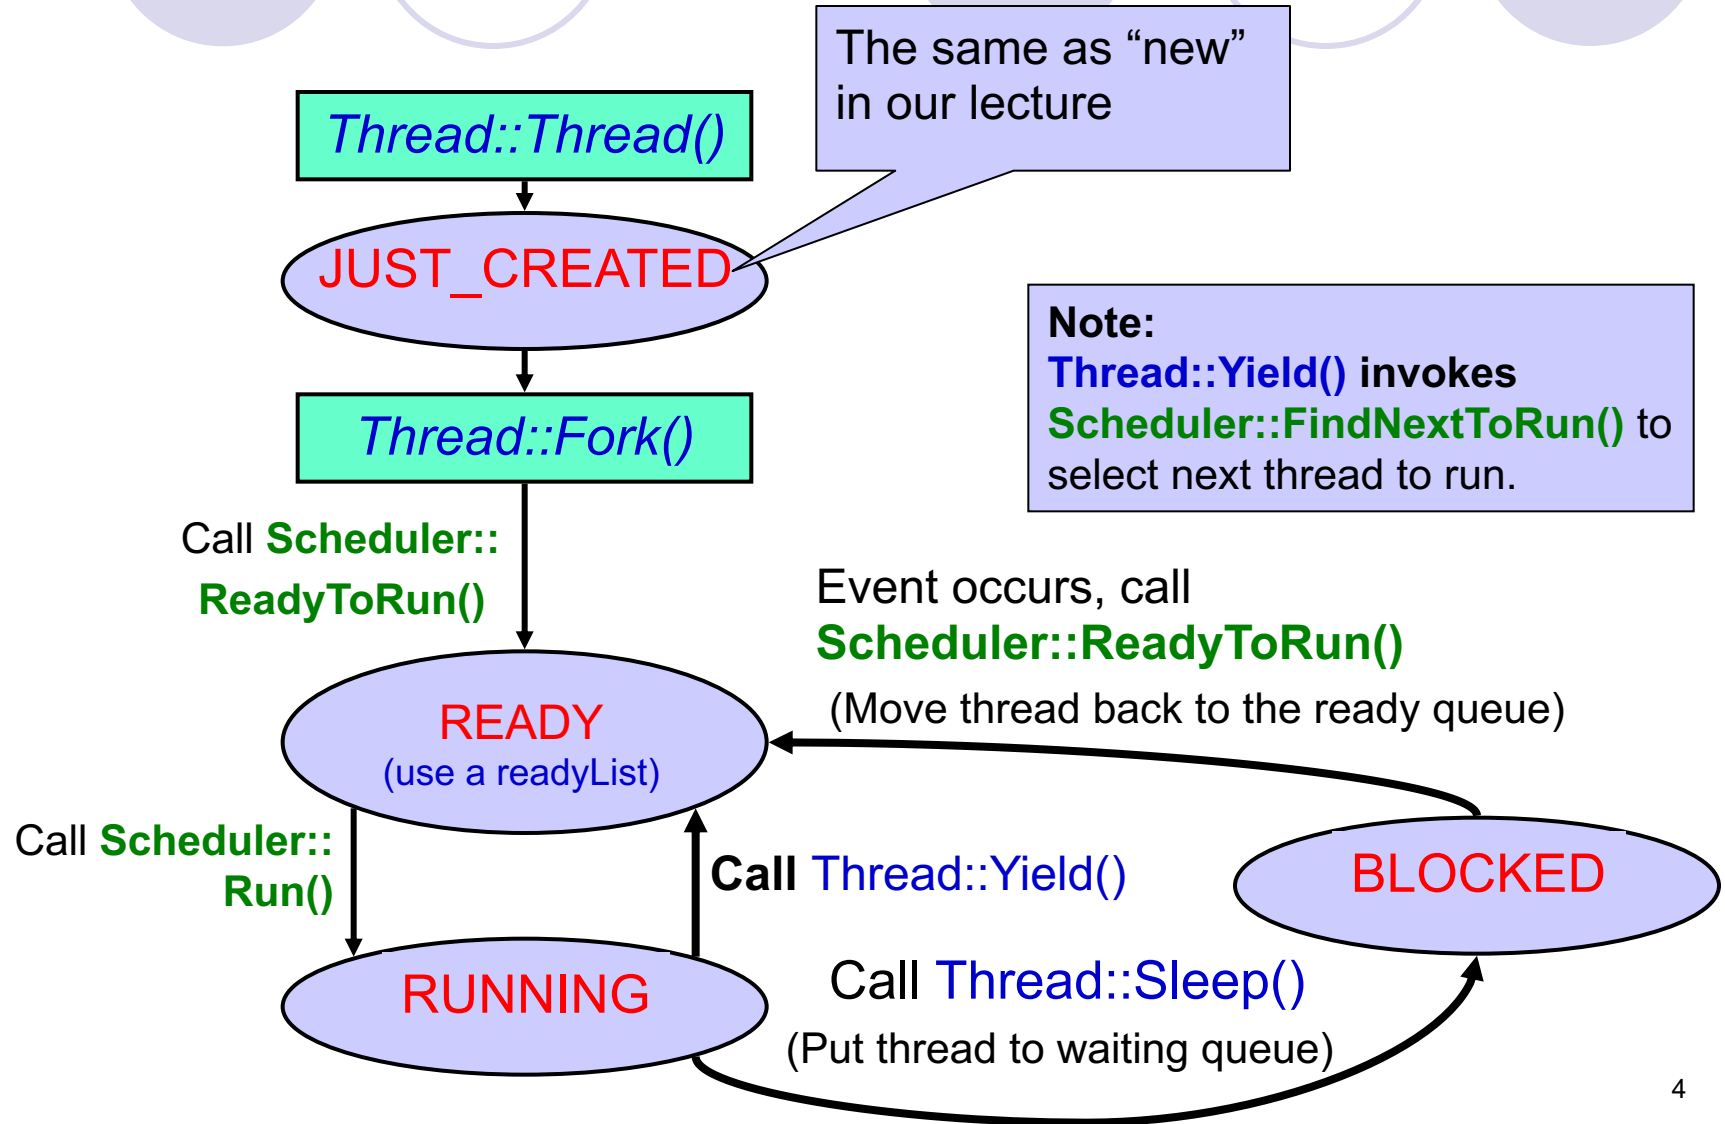 The same as “new”
in our lecture
Thread::Thread()
JUST_CREATED
Note:
Thread::Yield() invokes
Scheduler::FindNextToRun() to
select next thread to run.
Thread::Fork()
Call Scheduler::
ReadyToRun()
Event occurs, call
Scheduler::ReadyToRun()
(Move thread back to the ready queue)
READY
(use a readyList)
Call Scheduler::
Run()
Call Thread::Yield()
BLOCKED
RUNNING
Call Thread::Sleep()
(Put thread to waiting queue)
4